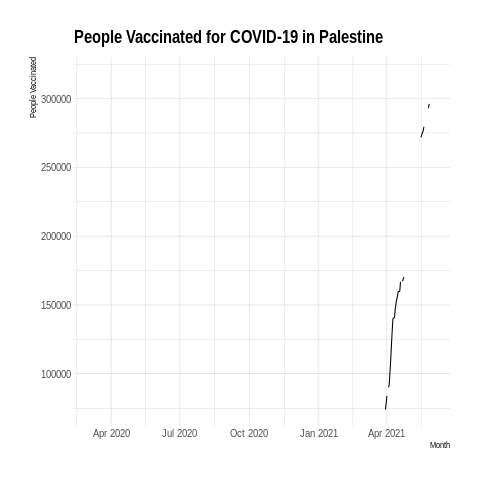 People Vaccinated for COVID-19 in Palestine
People Vaccinated
300000
250000
200000
150000
100000
Apr 2020 Jul 2020 Oct 2020 Jan 2021 Apr 2021
Month